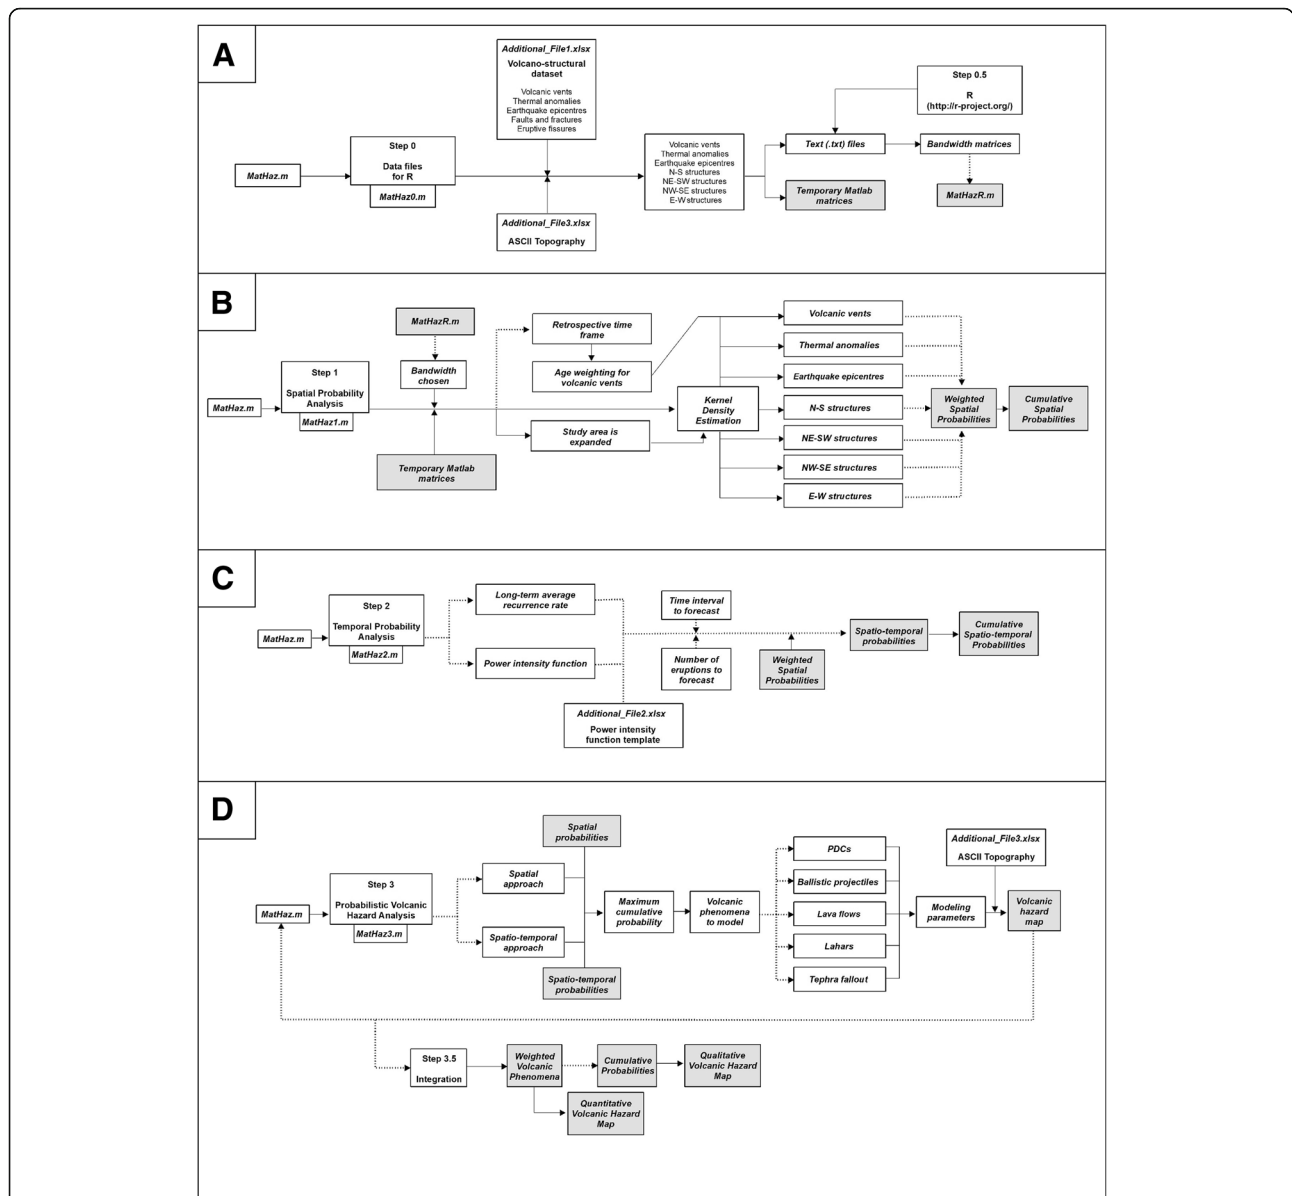 A
Additional_File1.xlsx
Volcano-structural
dataset
Volcanic vents
Thermal anomalies
Earthquake epicentres
Faults and fractures
Eruptive fissures
Step 0.5
R
(http://r-project.org/)
MatHaz.m
Step 0
Data files
for R
MatHaz0.m
Volcanic vents
Thermal anomalies
Earthquake epicentres
N-S structures
NE-SW structures
NW-SE structures
E-W structures
Text (.txt) files
Bandwidth matrices
Temporary Matlab
matrices
MatHazR.m
Additional_File3.xlsx
ASCII Topography
B
MatHazR.m
Bandwidth
chosen
MatHaz.m
Step 1
Spatial Probability
Analysis
MatHaz1.m
Temporary Matlab
matrices
Retrospective time
frame
Age weighting for
volcanic vents
Study area is
expanded
Kernel
Density
Estimation
Volcanic vents
Thermal anomalies
Earthquake epicentres
N-S structures
NE-SW structures
NW-SE structures
E-W structures
Weighted
Spatial
Probabilities
Cumulative
Spatial
Probabilities
C
MatHaz.m
Step 2
Temporal Probability
Analysis
MatHaz2.m
Long-term average
recurrence rate
Power intensity function
Additional_File2.xlsx
Power intensity
function template
Time interval
to forecast
Number of
eruptions to
forecast
Weighted
Spatial
Probabilities
Spatio-temporal
probabilities
Cumulative
Spatio-temporal
Probabilities
D
MatHaz.m
Step 3
Probabilistic Volcanic
Hazard Analysis
MatHaz3.m
Spatial
probabilities
Spatial
approach
Spatio-temporal
approach
Spatio-temporal
probabilities
Maximum
cumulative
probability
Volcanic
phenomena
to model
PDCs
Ballistic projectiles
Lava flows
Lahars
Tephra fallout
Modeling
parameters
Additional_File3.xlsx
ASCII Topography
Volcanic
hazard
map
Step 3.5
Integration
Weighted
Volcanic
Phenomena
Cumulative
Probabilities
Qualitative
Volcanic Hazard
Map
Quantitative
Volcanic Hazard
Map